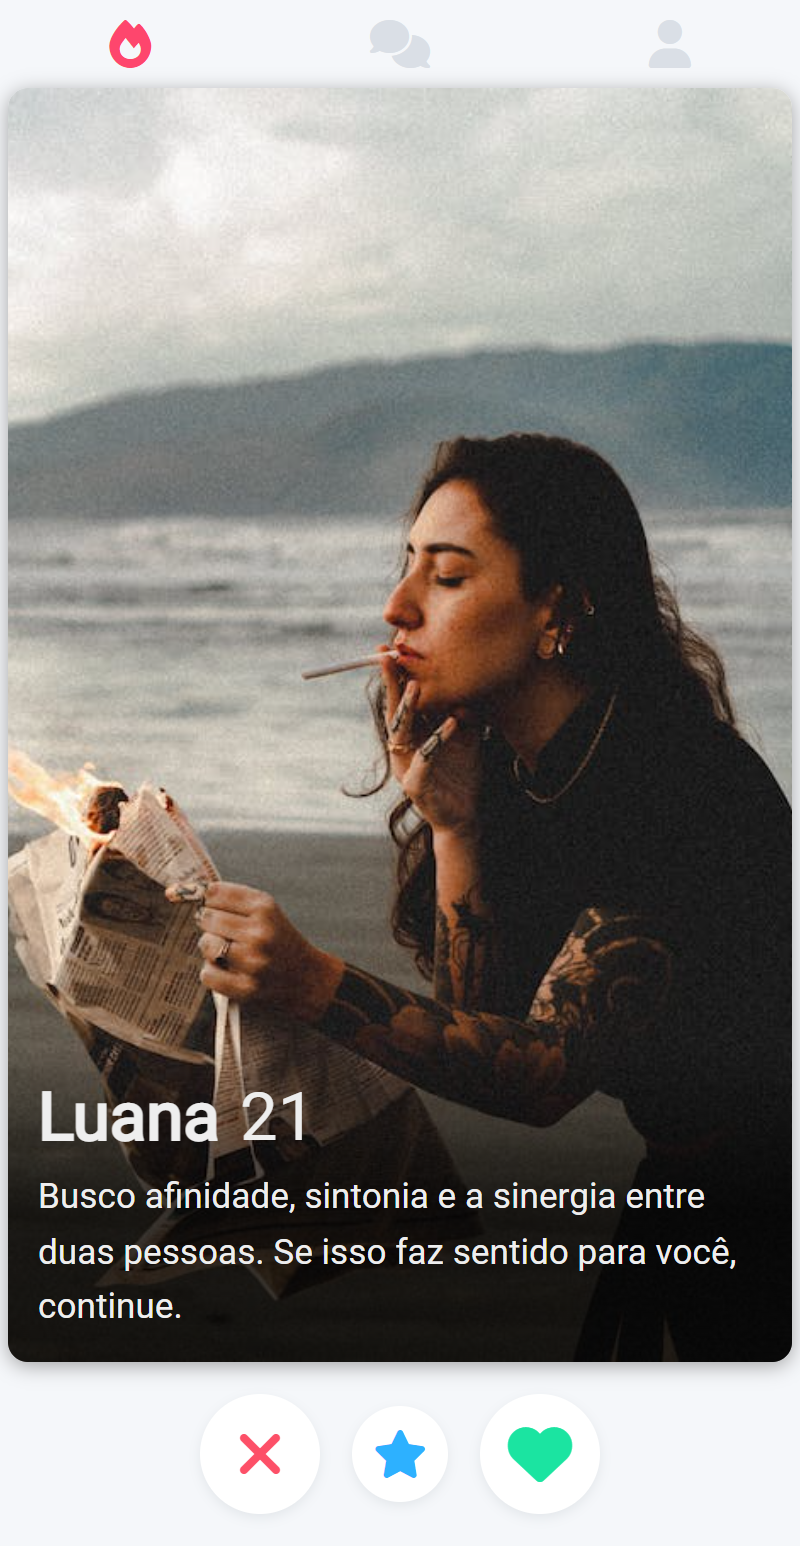 Luana 21
Busco afinidade, sintonia e a sinergia entre
duas pessoas. Se isso faz sentido para você,
continue.